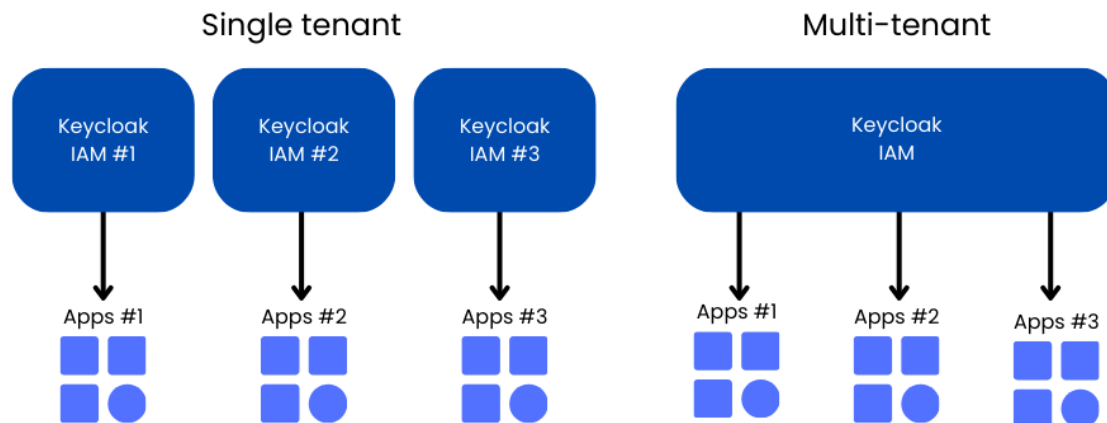 Single tenant
Multi-tenant
Keycloak
IAM #1
Keycloak
IAM #2
Keycloak
IAM #3
Keycloak
IAM
Apps #1
Apps #2
Apps #3
Apps #1
Apps #2
Apps #3